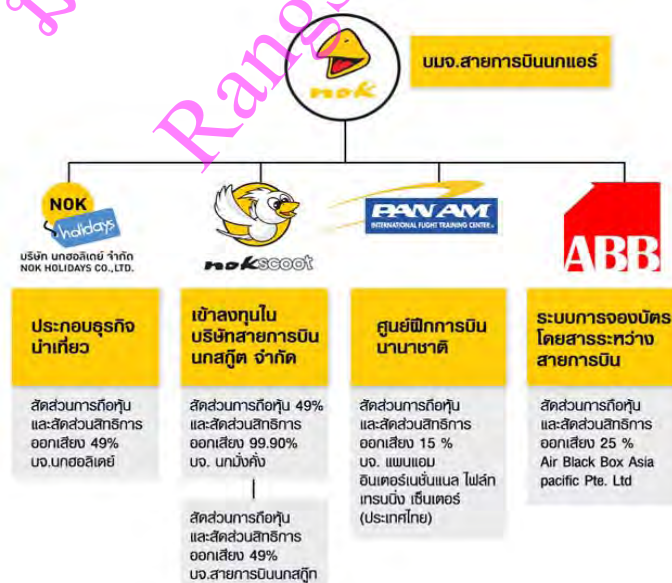 Rangs
nok
บมจ.สายการบินนกแอร์
NOK
holidays
บริษัท นกฮอลิเดย์ จำกัด
NOK HOLIDAYS CO.,LTD.
nokscoot
PAN AM
INTERNATIONAL FLIGHT TRAINING CENTER
ABB
ประกอบธุรกิจ
นำเที่ยว
เข้าลงทุนใน
บริษัทสายการบิน
นกสกู๊ต จำกัด
ศูนย์ฝึกการบิน
นานาชาติ
ระบบการจองบัตร
โดยสารระหว่าง
สายการบิน
สัดส่วนการถือหุ้น
และสัดส่วนสิทธิการ
ออกเสียง 49%
บจ.นกฮอลิเดย์
สัดส่วนการถือหุ้น 49%
และสัดส่วนสิทธิการ
ออกเสียง 99.90%
บจ. นกมั่งคั่ง
สัดส่วนการถือหุ้น
และสัดส่วนสิทธิการ
ออกเสียง 49%
บจ.สายการบินนกสกู๊ต
สัดส่วนการถือหุ้น
และสัดส่วนสิทธิการ
ออกเสียง 15 %
บจ. แพนแอม
อินเตอร์เนชั่นแนล ไฟล์ท
เทรนนิ่ง เซ็นเตอร์
(ประเทศไทย)
สัดส่วนการถือหุ้น
และสัดส่วนสิทธิการ
ออกเสียง 25 %
Air Black Box Asia
pacific Pte. Ltd